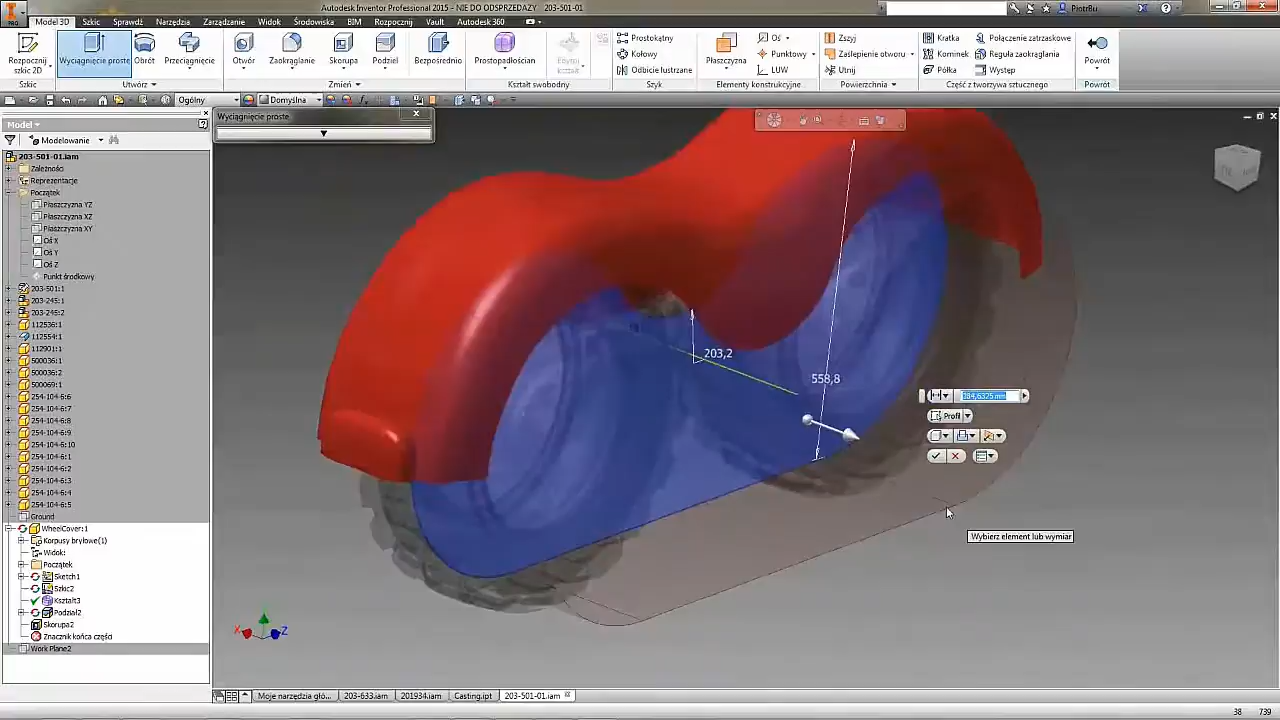 Autodesk Inventor Professional 2015 - NIE DO ODSPRZEDAŻY 203-501-01
PiotrBu
PRO
Model 3D Szkic Sprawdź Narzędzia Zarządzanie Widok Środowiska BIM Rozpocznij Vault Autodesk 360
Rozpocznij szkic 2D
Wyciągnięcie proste
Obrót
Przeciągnięcie
Otwór
Zaokrąglanie
Skorupa
Podziel
Bezpośrednio
Prostopadłościan
Edytuj kształt
Prostokątny
Kołowy
Odbicie lustrzane
Płaszczyzna
Oś
Punktowy
LUW
Zszyj
Zaślepienie otworu
Utnij
Kratka
Kominek
Półka
Połączenie zatrzaskowe
Reguła zaokrąglania
Występ
Powrót
Szkic Utwórz Zmień Kształt swobodny Szyk Elementy konstrukcyjne Powierzchnia Część z tworzywa sztucznego Powrót
Ogólny
Domyślna
Model
Modelowanie
203-501-01.iam
Zależności
Reprezentacje
Początek
Płaszczyzna YZ
Płaszczyzna XZ
Płaszczyzna XY
Oś X
Oś Y
Oś Z
Punkt środkowy
203-501:1
203-245:1
203-245:2
112536:1
112554:1
112901:1
500036:1
500036:2
500069:1
254-104-6:6
254-104-6:7
254-104-6:8
254-104-6:9
254-104-6:10
254-104-6:1
254-104-6:2
254-104-6:3
254-104-6:4
254-104-6:5
Ground
WheelCover:1
Korpusy bryłowe(1)
Widok:
Początek
Sketch1
Szkic2
Kształt3
Podział2
Skorupa2
Znacznik końca części
Work Plane2
Wyciągnięcie proste
203,2
558,8
Profil
Wybierz element lub wymiar
X
Z
Moje narzędzia głó... 203-633.iam 201934.iam Casting.ipt 203-501-01.iam
38 739